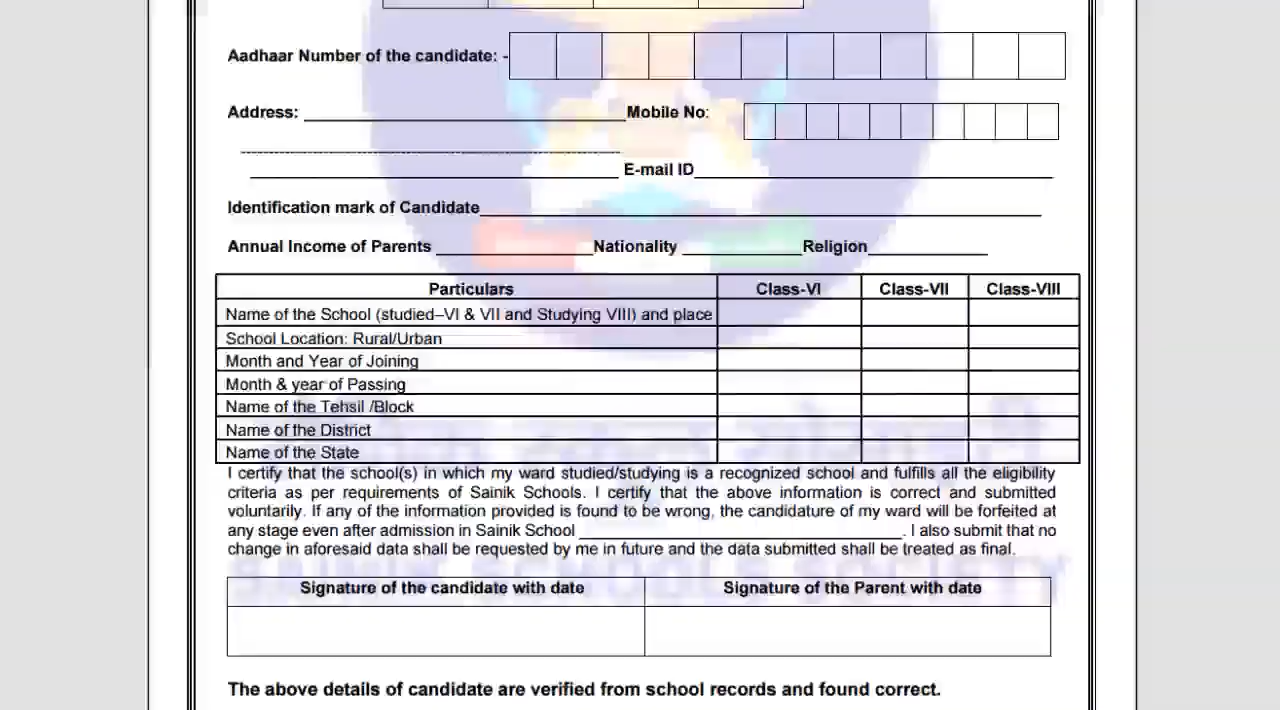 Aadhaar Number of the candidate: -
Address: ____________ Mobile No:
____________ E-mail ID____________
Identification mark of Candidate____________
Annual Income of Parents ____________Nationality ____________Religion____________
Particulars Class-VI Class-VII Class-VIII
Name of the School (studied–VI & VII and Studying VIII) and place
School Location: Rural/Urban
Month and Year of Joining
Month & year of Passing
Name of the Tehsil /Block
Name of the District
Name of the State
I certify that the school(s) in which my ward studied/studying is a recognized school and fulfills all the eligibility
criteria as per requirements of Sainik Schools. I certify that the above information is correct and submitted
voluntarily. If any of the information provided is found to be wrong, the candidature of my ward will be forfeited at
any stage even after admission in Sainik School ____________. I also submit that no
change in aforesaid data shall be requested by me in future and the data submitted shall be treated as final.
Signature of the candidate with date Signature of the Parent with date
The above details of candidate are verified from school records and found correct.